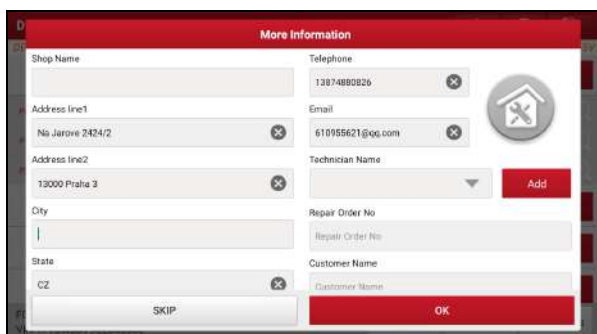 More Information
Shop Name
Telephone
13874880826
Address line1
Na Jarove 2424/2
Email
610955621@qq.com
Address line2
13000 Praha 3
Technician Name
Add
City
Repair Order No
Repair Order No
State
CZ
Customer Name
Customer Name
SKIP
OK